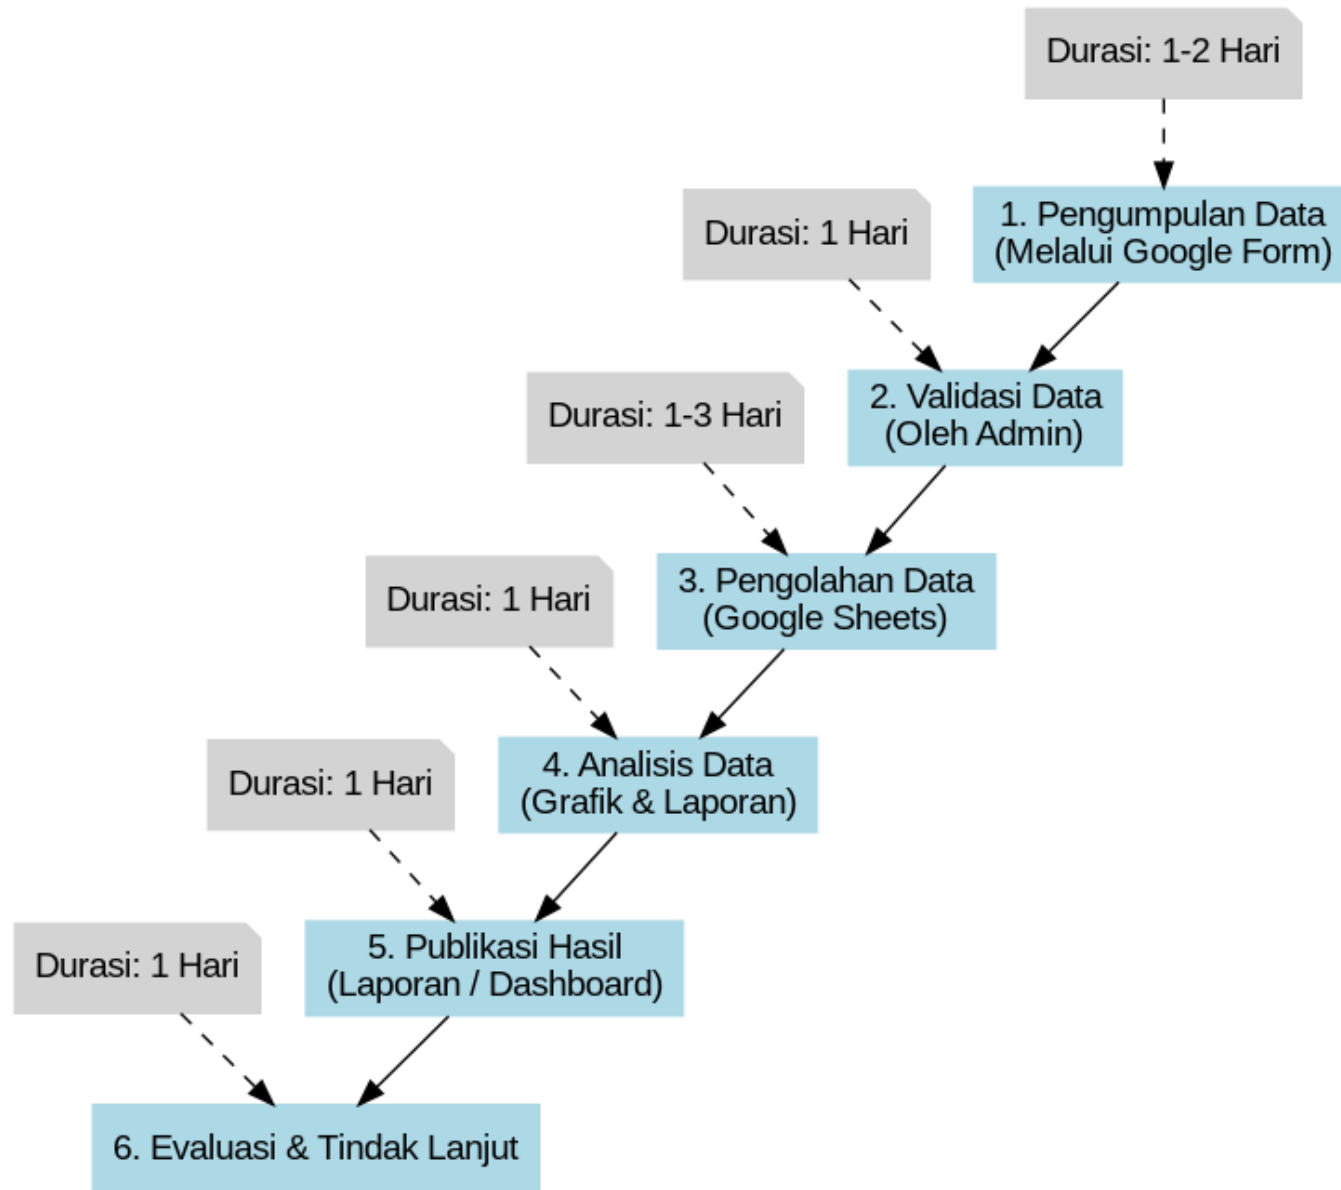 Durasi: 1-2 Hari
1. Pengumpulan Data
(Melalui Google Form)
Durasi: 1 Hari
2. Validasi Data
(Oleh Admin)
Durasi: 1-3 Hari
3. Pengolahan Data
(Google Sheets)
Durasi: 1 Hari
4. Analisis Data
(Grafik & Laporan)
Durasi: 1 Hari
5. Publikasi Hasil
(Laporan / Dashboard)
Durasi: 1 Hari
6. Evaluasi & Tindak Lanjut